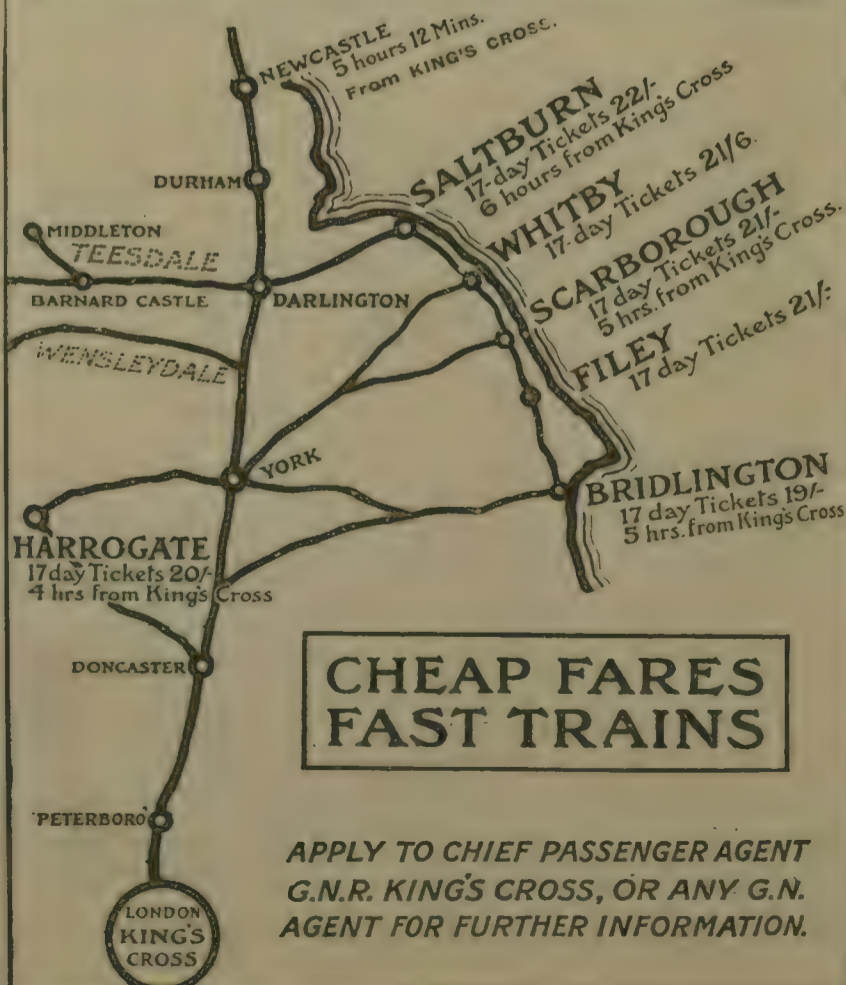 NEWCASTLE
5 hours 12 Mins.
From KING'S CROSS.
SALTBURN
17-day Tickets 22/-
6 hours from King's Cross
DURHAM
WHITBY
17-day Tickets 21/6.
MIDDLETON
TEESDALE
SCARBOROUGH
17 day Tickets 21/-
5 hrs. from King's Cross.
BARNARD CASTLE
DARLINGTON
FILEY
17 day Tickets 21/-
WENSLEYDALE
YORK
BRIDLINGTON
17 day Tickets 19/-
5 hrs. from King's Cross
HARROGATE
17 day Tickets 20/-
4 hrs from King's Cross
DONCASTER
CHEAP FARES
FAST TRAINS
'PETERBORO'
APPLY TO CHIEF PASSENGER AGENT
G.N.R. KING'S CROSS, OR ANY G.N.
AGENT FOR FURTHER INFORMATION.
LONDON
KING'S
CROSS